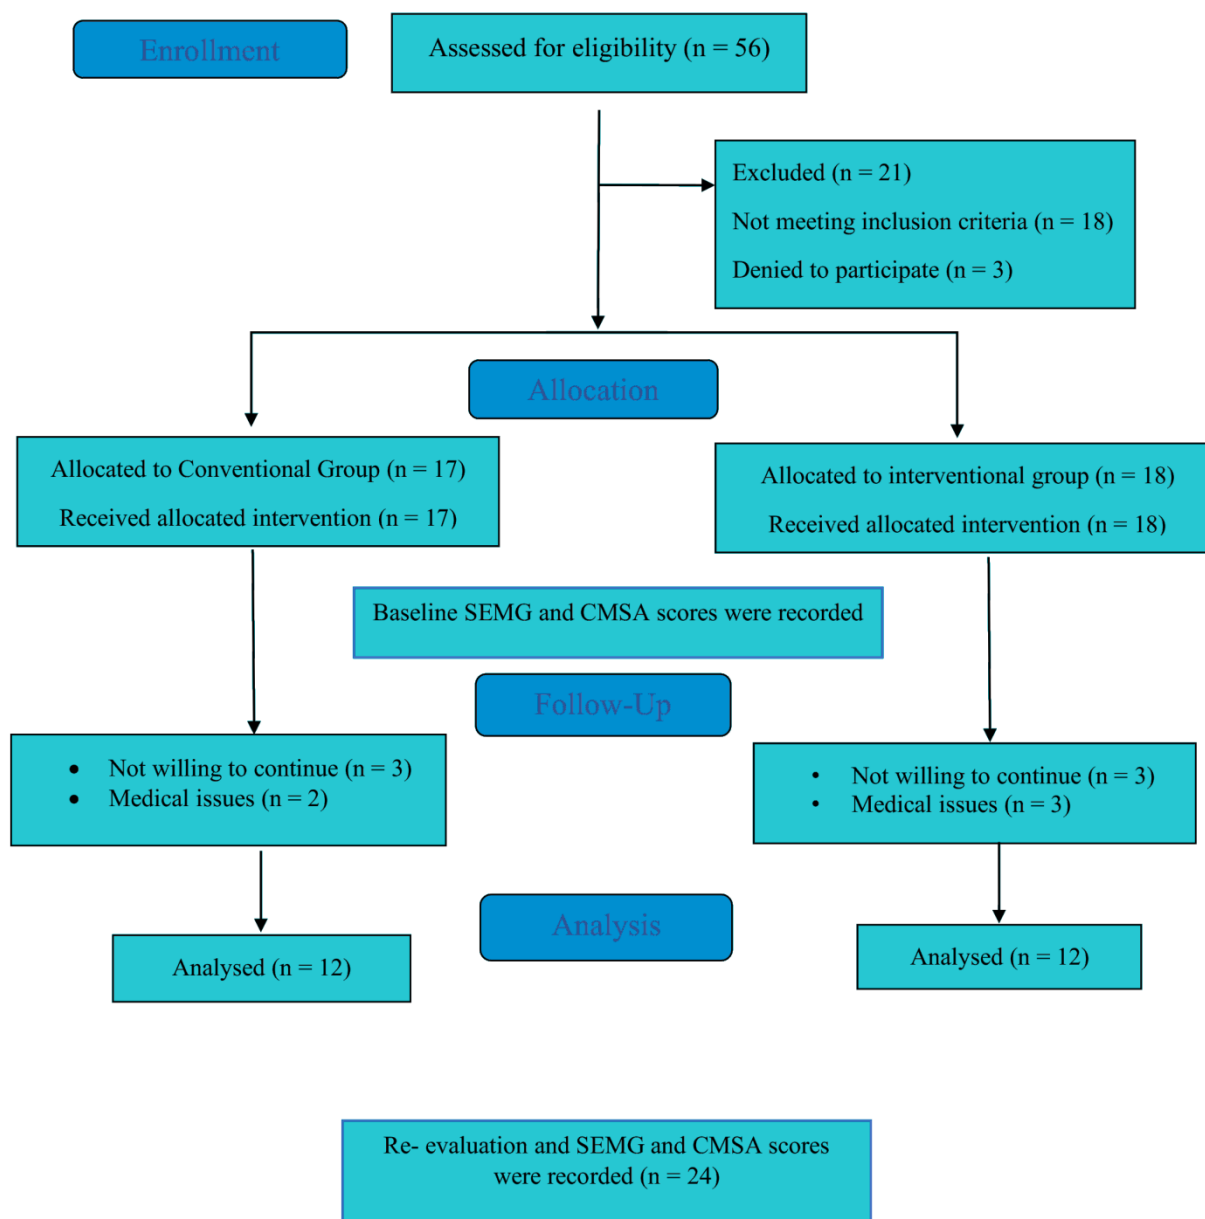 Enrollment
Assessed for eligibility (n = 56)
Excluded (n = 21)
Not meeting inclusion criteria (n = 18)
Denied to participate (n = 3)
Allocation
Allocated to Conventional Group (n = 17)
Received allocated intervention (n = 17)
Allocated to interventional group (n = 18)
Received allocated intervention (n = 18)
Baseline SEMG and CMSA scores were recorded
Follow-Up
• Not willing to continue (n = 3)
• Medical issues (n = 2)
• Not willing to continue (n = 3)
• Medical issues (n = 3)
Analysis
Analysed (n = 12)
Analysed (n = 12)
Re- evaluation and SEMG and CMSA scores
were recorded (n = 24)